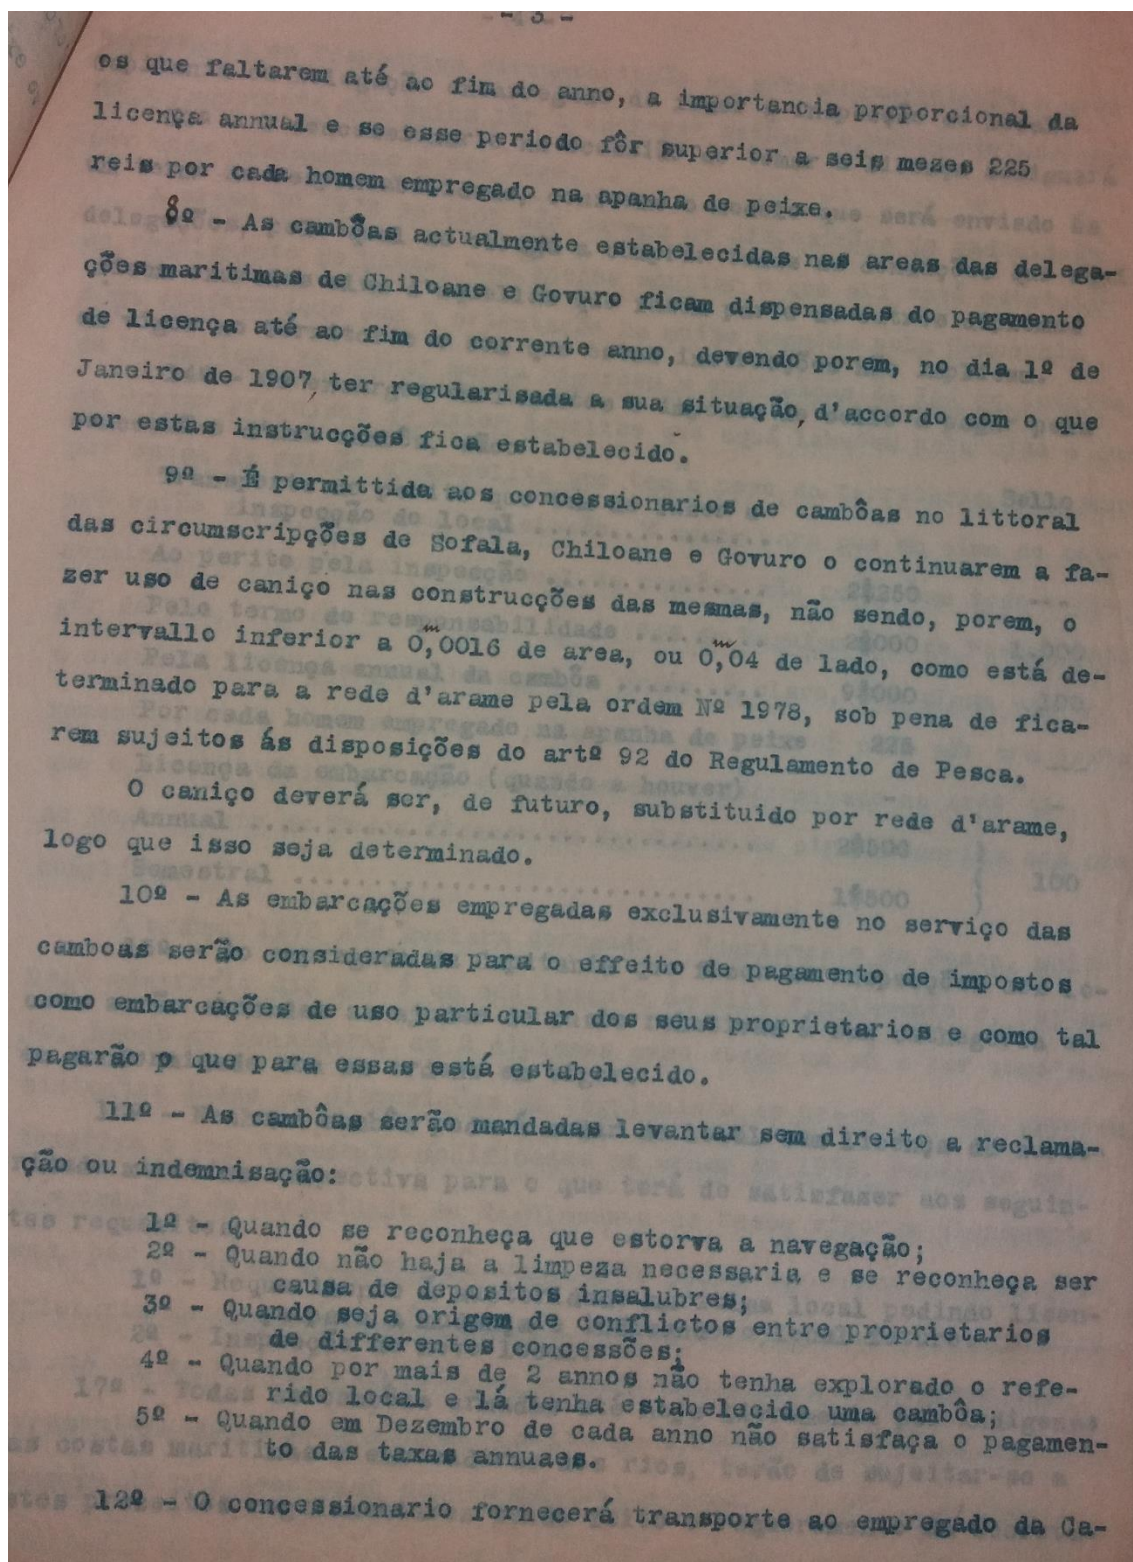 - 3 -
os que faltarem até ao fim do anno, a importancia proporcional da
licença annual e se esse periodo fôr superior a seis mezes 225
reis por cada homem empregado na apanha de peixe.
8º - As cambôas actualmente estabelecidas nas areas das delega-
ções maritimas de Chiloane e Govuro ficam dispensadas do pagamento
de licença até ao fim do corrente anno, devendo porem, no dia 1º de
Janeiro de 1907, ter regularisada a sua situação, d'accordo com o que
por estas instrucções fica estabelecido.
9º - É permittida aos concessionarios de cambôas no littoral
das circumscripções de Sofala, Chiloane e Govuro o continuarem a fa-
zer uso de caniço nas construcções das mesmas, não sendo, porem, o
intervallo inferior a 0,m0016 de area, ou 0,m04 de lado, como está de-
terminado para a rede d'arame pela ordem Nº 1978, sob pena de fica-
rem sujeitos ás disposições do artº 92 do Regulamento de Pesca.
O caniço deverá ser, de futuro, substituido por rede d'arame,
logo que isso seja determinado.
10º - As embarcações empregadas exclusivamente no serviço das
camboas serão consideradas para o effeito de pagamento de impostos
como embarcações de uso particular dos seus proprietarios e como tal
pagarão o que para essas está estabelecido.
11º - As cambôas serão mandadas levantar sem direito a reclama-
ção ou indemnisação:
1º - Quando se reconheça que estorva a navegação;
2º - Quando não haja a limpeza necessaria e se reconheça ser
causa de depositos insalubres;
3º - Quando seja origem de conflictos entre proprietarios
de differentes concessões;
4º - Quando por mais de 2 annos não tenha explorado o refe-
rido local e lá tenha estabelecido uma cambôa;
5º - Quando em Dezembro de cada anno não satisfaça o pagamen-
to das taxas annuaes.
12º - O concessionario fornecerá transporte ao empregado da Ca-